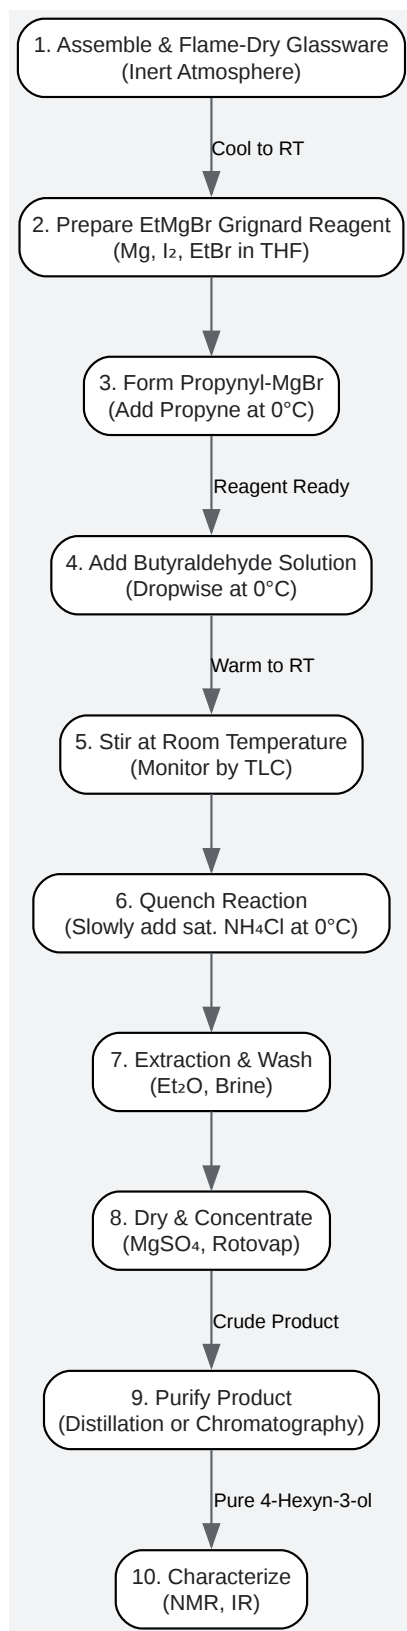 1. Assemble & Flame-Dry Glassware
(Inert Atmosphere)
Cool to RT
2. Prepare EtMgBr Grignard Reagent
(Mg, I₂, EtBr in THF)
3. Form Propynyl-MgBr
(Add Propyne at 0°C)
Reagent Ready
4. Add Butyraldehyde Solution
(Dropwise at 0°C)
Warm to RT
5. Stir at Room Temperature
(Monitor by TLC)
6. Quench Reaction
(Slowly add sat. NH₄Cl at 0°C)
7. Extraction & Wash
(Et₂O, Brine)
8. Dry & Concentrate
(MgSO₄, Rotovap)
Crude Product
9. Purify Product
(Distillation or Chromatography)
Pure 4-Hexyn-3-ol
10. Characterize
(NMR, IR)